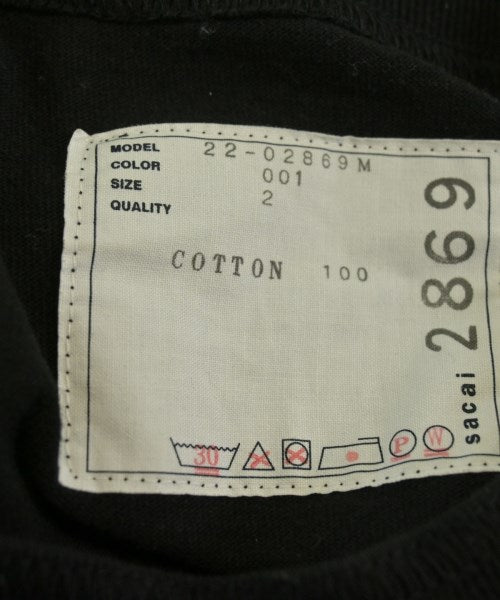 MODEL 22-02869M
COLOR 001
SIZE 2
QUALITY
COTTON 100
sacai 2869
30 P W